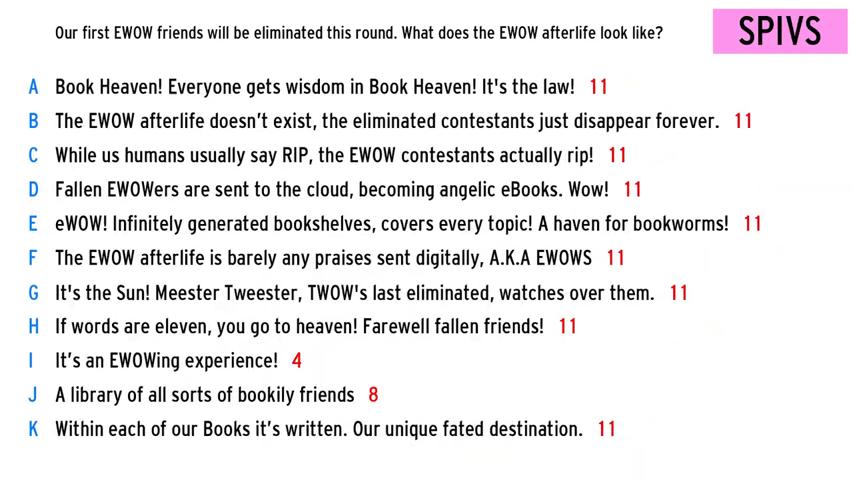 Our first EWOW friends will be eliminated this round. What does the EWOW afterlife look like?
SPIVS
A Book Heaven! Everyone gets wisdom in Book Heaven! It's the law! 11
B The EWOW afterlife doesn't exist, the eliminated contestants just disappear forever. 11
C While us humans usually say RIP, the EWOW contestants actually rip! 11
D Fallen EWOWers are sent to the cloud, becoming angelic eBooks. Wow! 11
E eWOW! Infinitely generated bookshelves, covers every topic! A haven for bookworms! 11
F The EWOW afterlife is barely any praises sent digitally, A.K.A EWOWS 11
G It's the Sun! Meester Tweester, TWOW's last eliminated, watches over them. 11
H If words are eleven, you go to heaven! Farewell fallen friends! 11
I It's an EWOWing experience! 4
J A library of all sorts of bookily friends 8
K Within each of our Books it's written. Our unique fated destination. 11